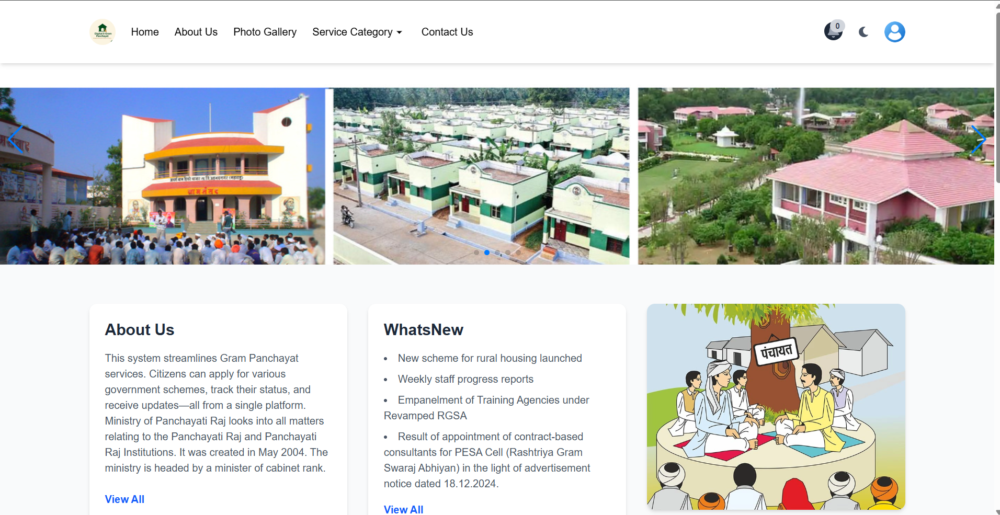 Digital E-Gram
Panchayat
Home
About Us
Photo Gallery
Service Category
Contact Us
0
ग्राम संसद
About Us
This system streamlines Gram Panchayat
services. Citizens can apply for various
government schemes, track their status, and
receive updates—all from a single platform.
Ministry of Panchayati Raj looks into all matters
relating to the Panchayati Raj and Panchayati
Raj Institutions. It was created in May 2004. The
ministry is headed by a minister of cabinet rank.
View All
WhatsNew
• New scheme for rural housing launched
• Weekly staff progress reports
• Empanelment of Training Agencies under
Revamped RGSA
• Result of appointment of contract-based
consultants for PESA Cell (Rashtriya Gram
Swaraj Abhiyan) in the light of advertisement
notice dated 18.12.2024.
View All
पंचायत